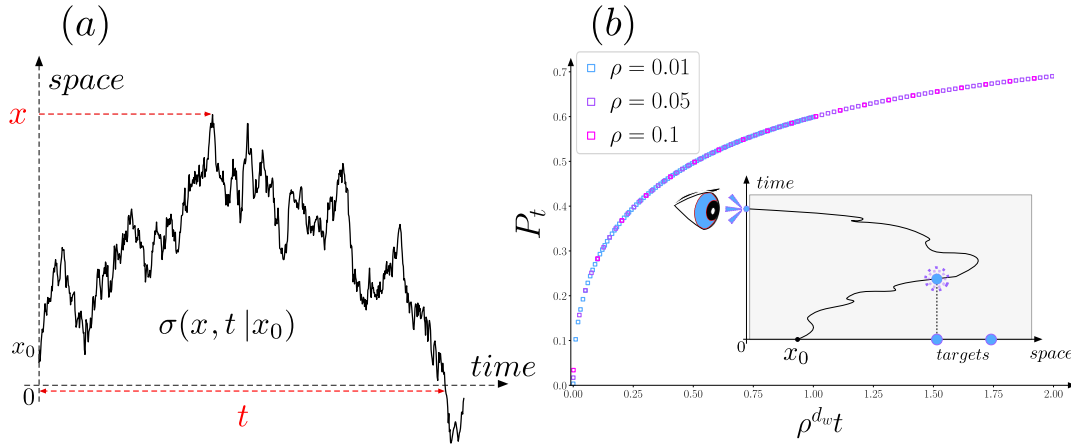 (a)
space
x
x₀
σ(x, t |x₀)
time
0
t
(b)
ρ = 0.01
ρ = 0.05
ρ = 0.1
P_t
0.7
0.6
0.5
0.4
0.3
0.2
0.1
0.0
0.00 0.25 0.50 0.75 1.00 1.25 1.50 1.75 2.00
ρ^{d_w}t
time
0
x₀
targets
space